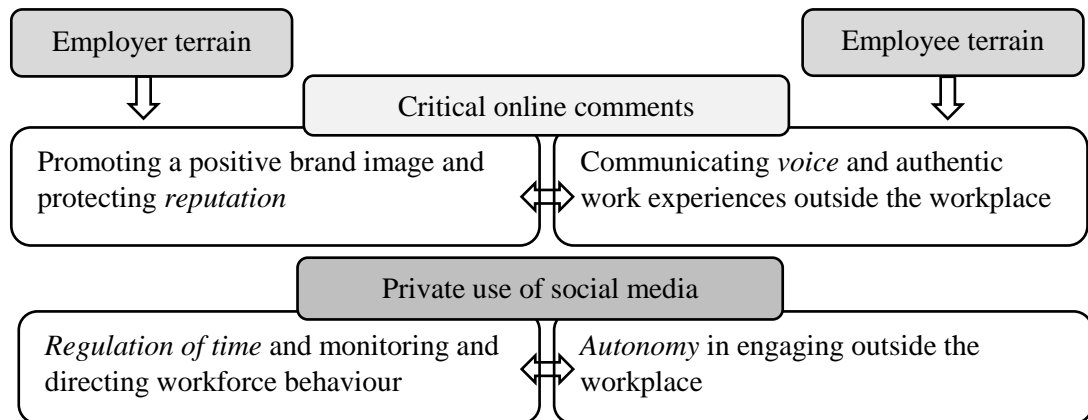 Employer terrain
Employee terrain
Critical online comments
Promoting a positive brand image and
protecting reputation
Communicating voice and authentic
work experiences outside the workplace
Private use of social media
Regulation of time and monitoring and
directing workforce behaviour
Autonomy in engaging outside the
workplace